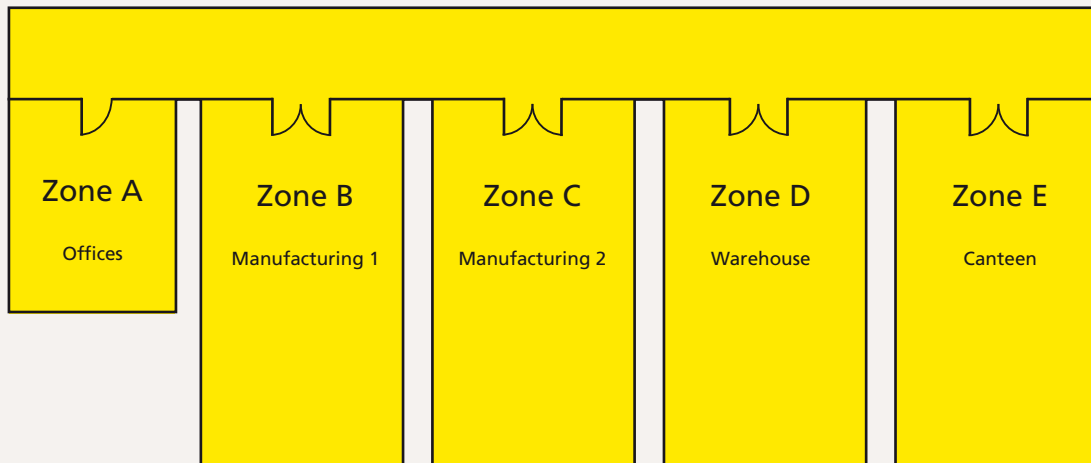 Zone A
Offices
Zone B
Manufacturing 1
Zone C
Manufacturing 2
Zone D
Warehouse
Zone E
Canteen